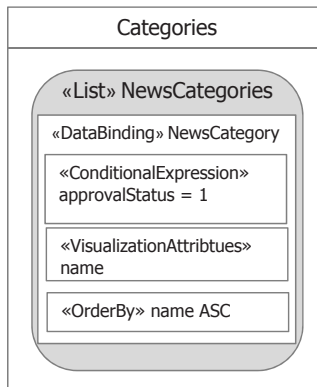 Categories
«List» NewsCategories
«DataBinding» NewsCategory
«ConditionalExpression»
approvalStatus = 1
«VisualizationAttribtues»
name
«OrderBy» name ASC